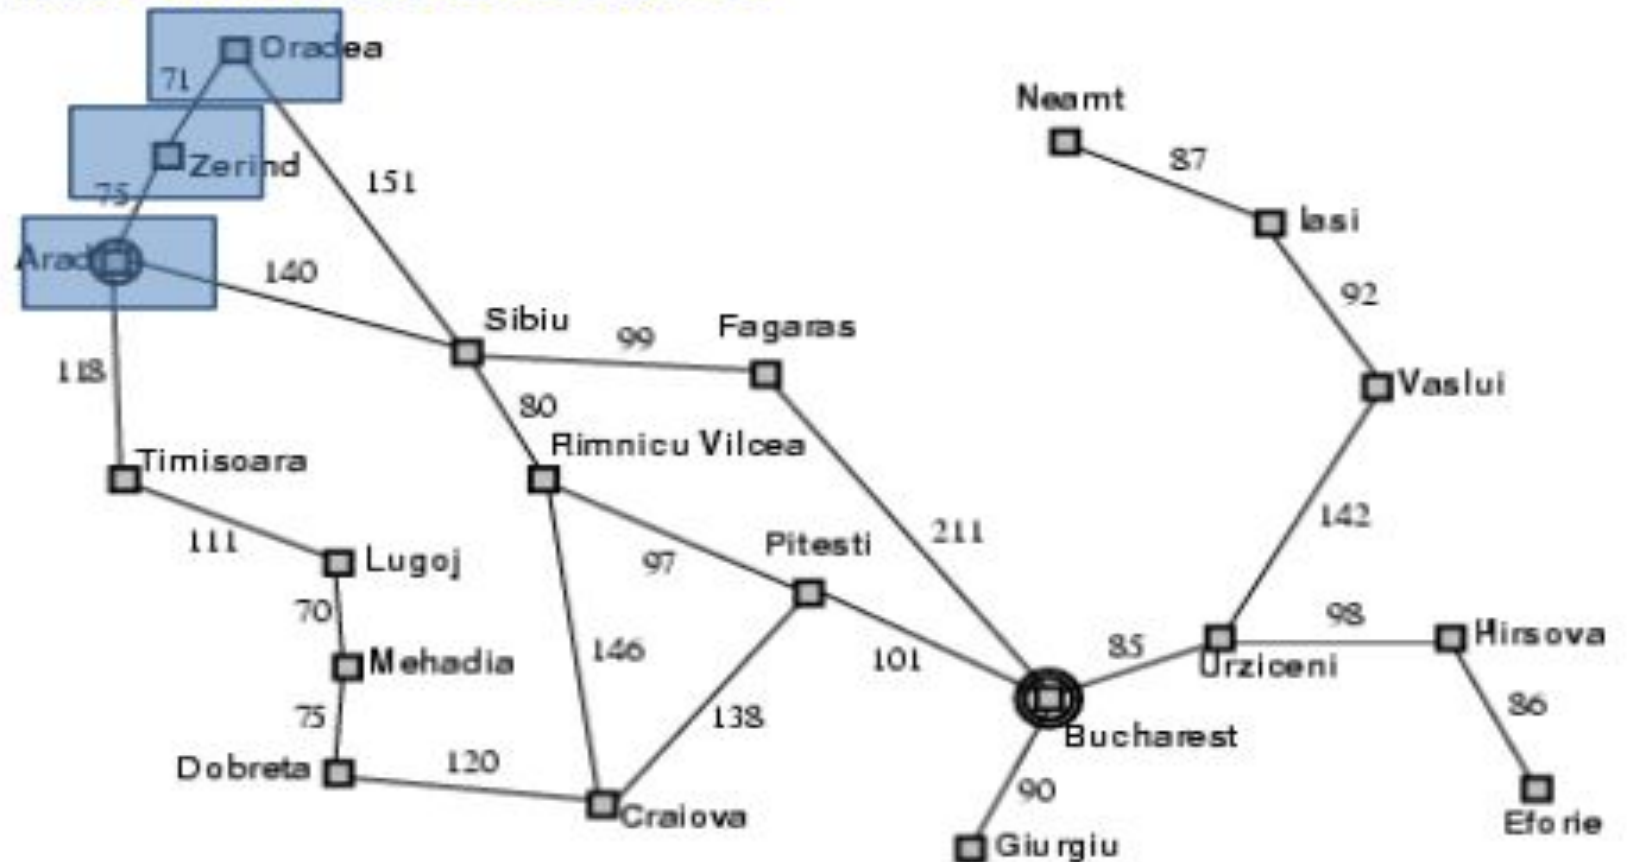 Oradea
71
Neamt
87
Zerind
151
75
Iasi
Arad
140
92
Sibiu
99
Fagaras
118
80
Vaslui
Rimnicu Vilcea
Timisoara
142
211
111
Lugoj
97
Pitesti
70
98
Hirsova
146
85
101
Urziceni
Mehadia
86
75
138
Bucharest
Dobreta
120
90
Craiova
Eforie
Giurgiu